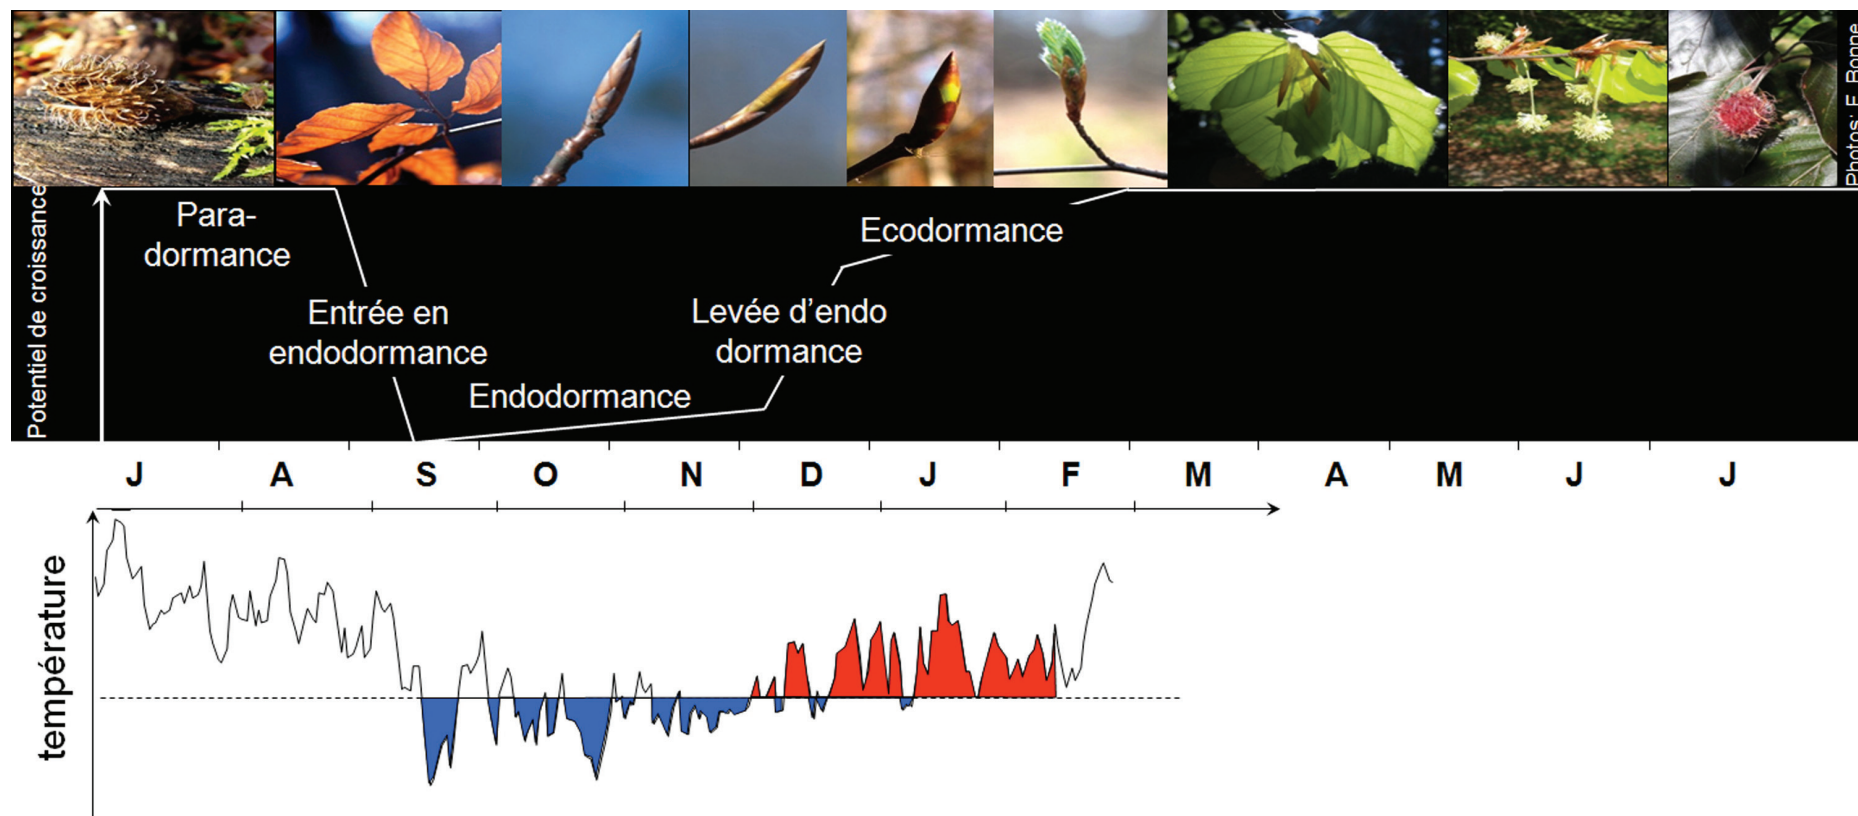 Photos: E. Bonne
Potentiel de croissance
Para-
dormance
Entrée en
endodormance
Endodormance
Levée d'endo
dormance
Ecodormance
J A S O N D J F M A M J J
température